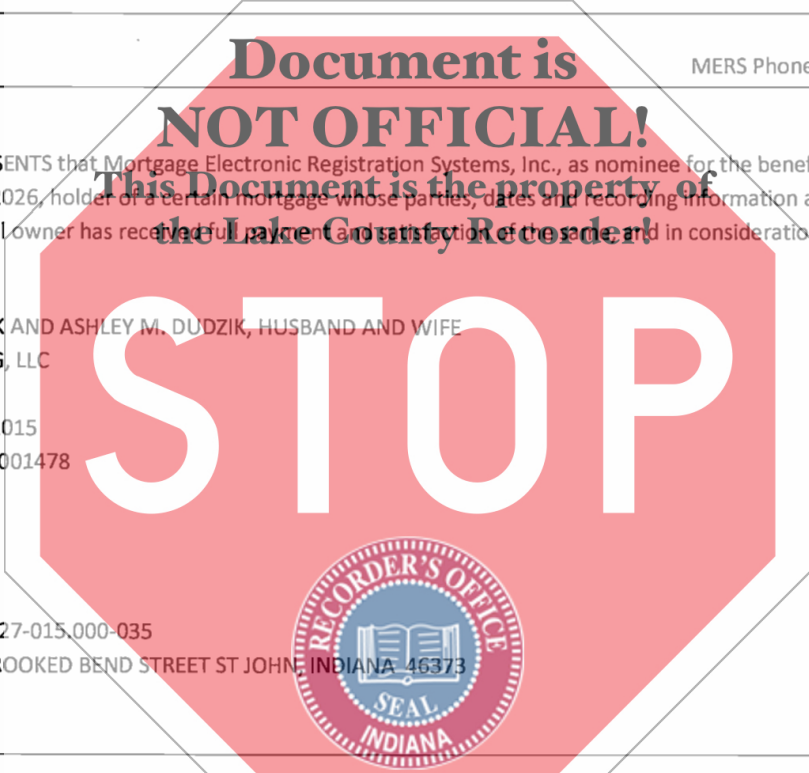 Document is
MERS Phone
NOT OFFICIAL!
SENTS that Mortgage Electronic Registration Systems, Inc., as nominee for the benef
This Document is the property of
026, holder of a certain mortgage whose parties, dates and recording information a
the Lake County Recorder!
l owner has received full payment and satisfaction of the same, and in consideratio
K AND ASHLEY M. DUDZIK, HUSBAND AND WIFE
G, LLC
STOP
015
001478
RECORDER'S OFFICE
27-015.000-035
ROOKED BEND STREET ST JOHN, INDIANA 46373
SEAL
INDIANA